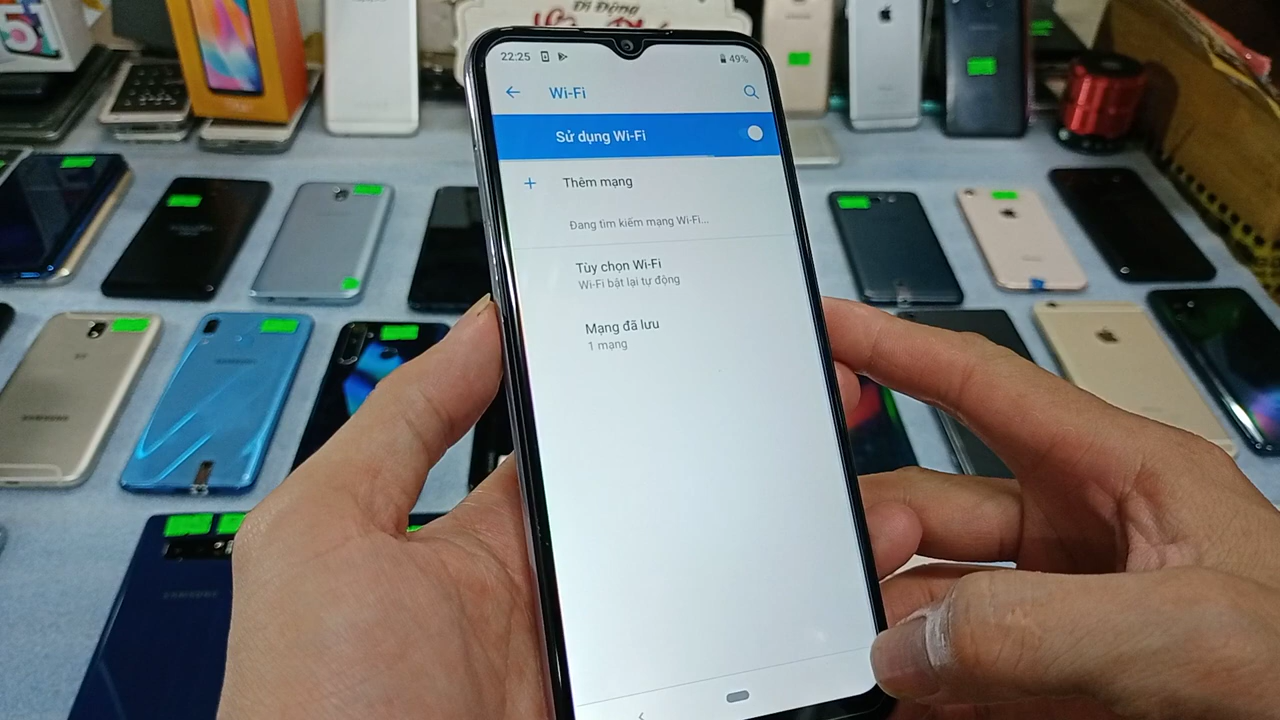 Di Động
22:25
49%
Wi-Fi
Sử dụng Wi-Fi
Thêm mạng
Đang tìm kiếm mạng Wi-Fi...
Tùy chọn Wi-Fi
Wi-Fi bật lại tự động
Mạng đã lưu
1 mạng
SAMSUNG